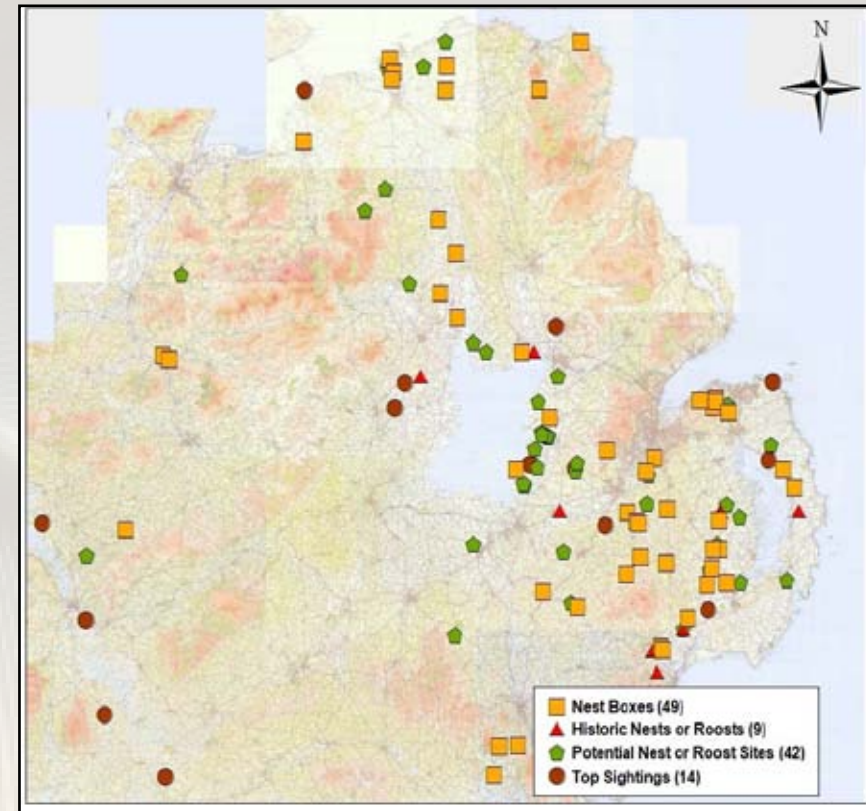 N
Nest Boxes (49)
Historic Nests or Roosts (9)
Potential Nest or Roost Sites (42)
Top Sightings (14)